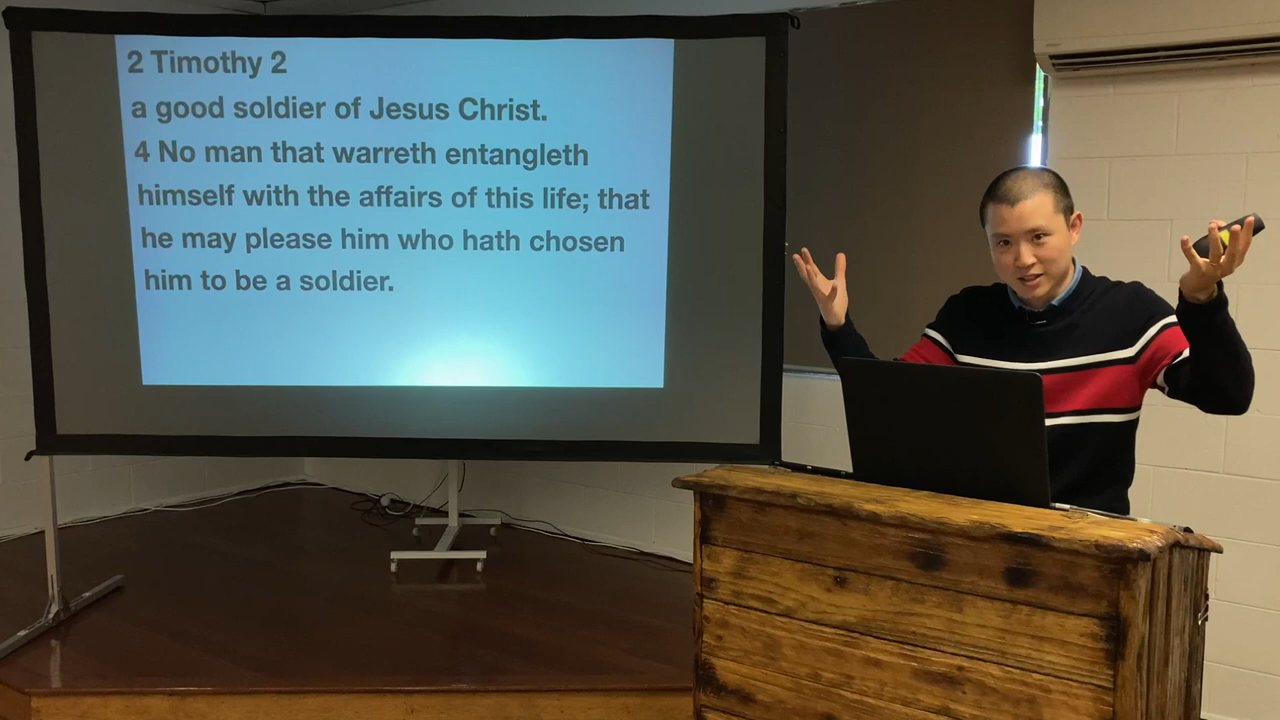 2 Timothy 2
a good soldier of Jesus Christ.
4 No man that warreth entangleth
himself with the affairs of this life; that
he may please him who hath chosen
him to be a soldier.